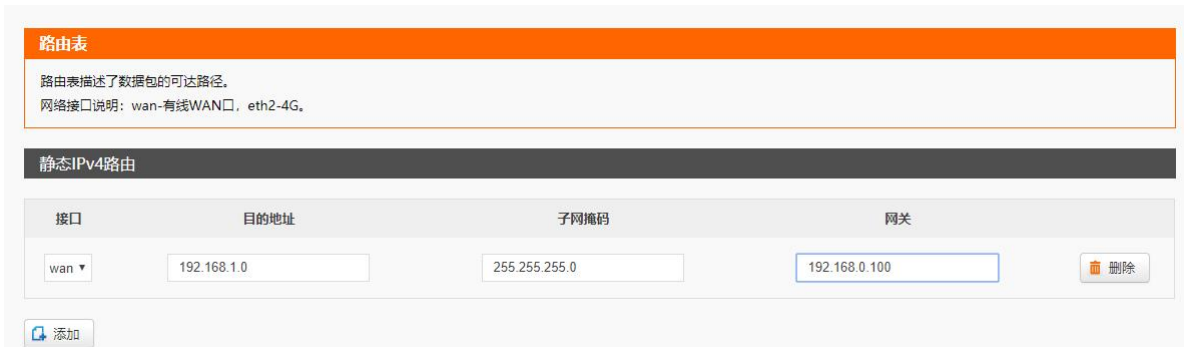 路由表
路由表描述了数据包的可达路径。
网络接口说明：wan-有线WAN口，eth2-4G。
静态IPv4路由
接口 目的地址 子网掩码 网关
wan 192.168.1.0 255.255.255.0 192.168.0.100 删除
添加